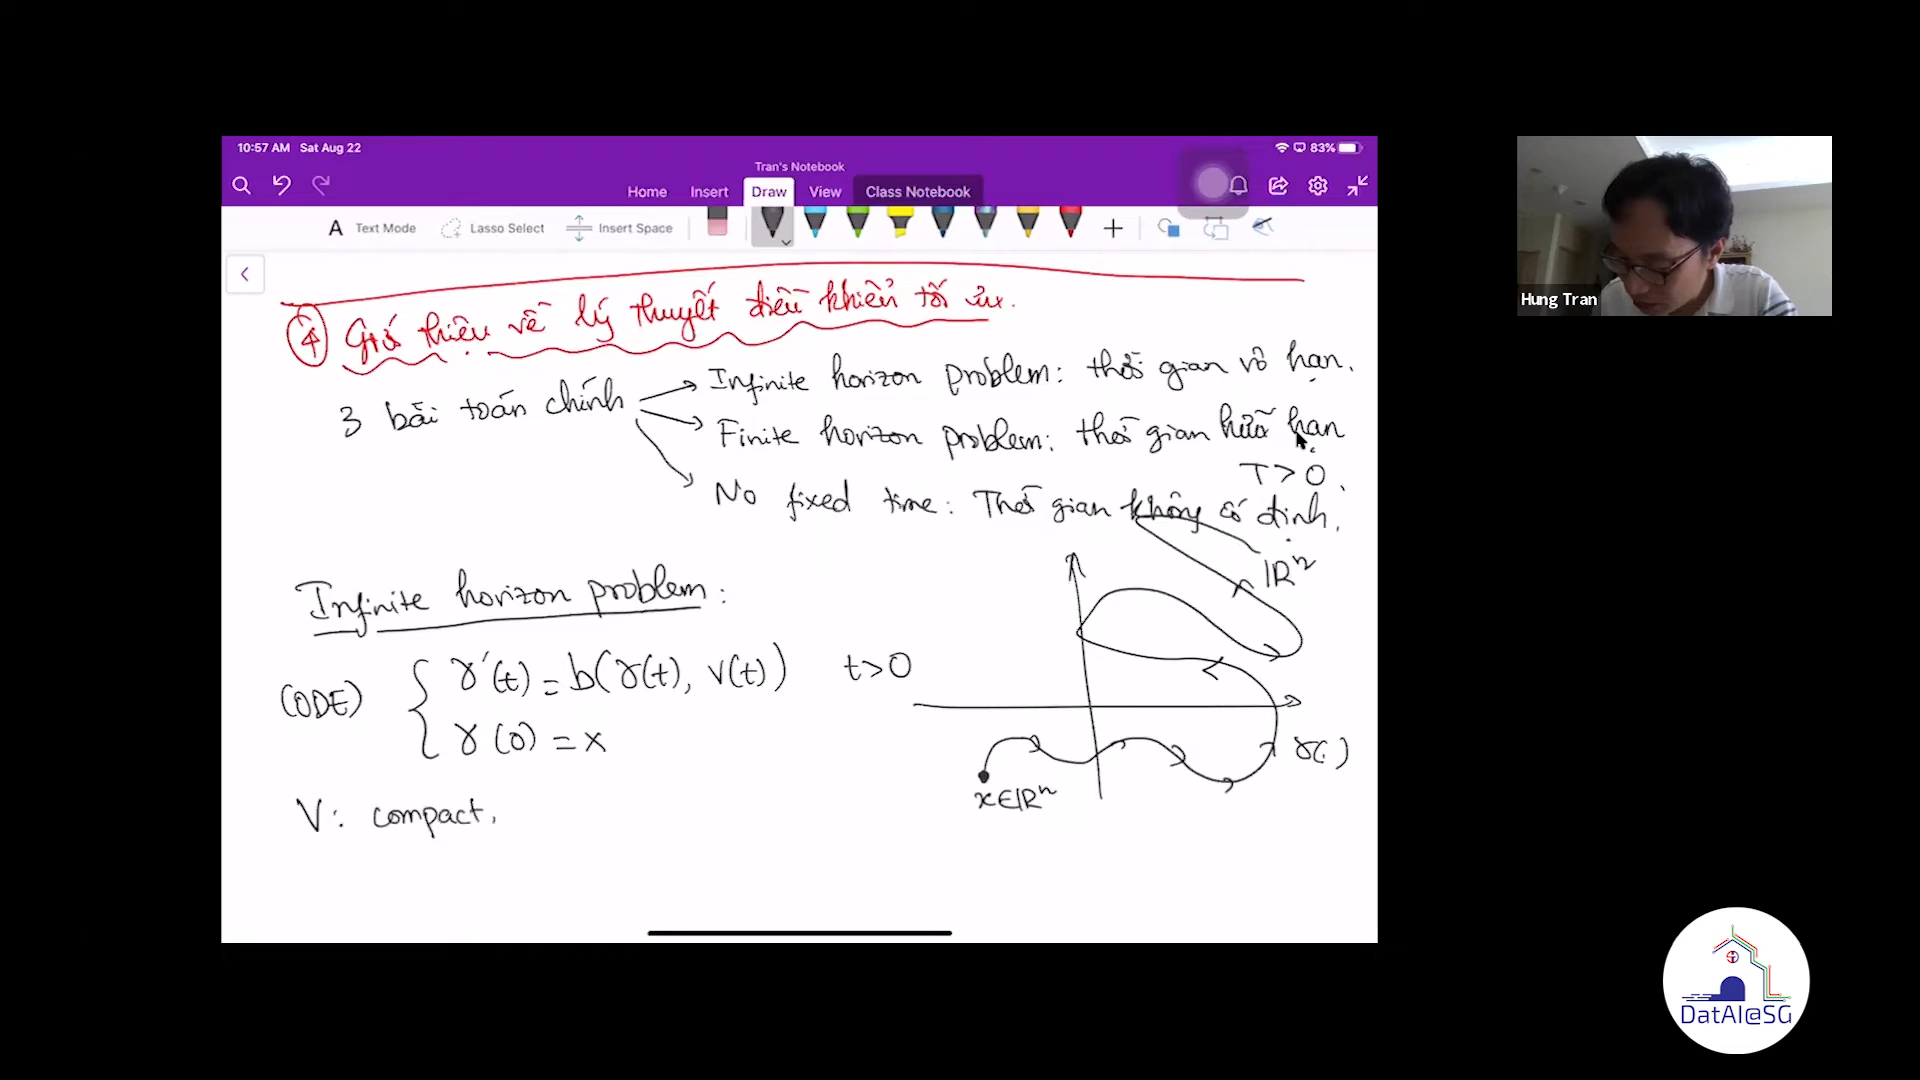 10:57 AM Sat Aug 22
83%
Tran's Notebook
Home Insert Draw View Class Notebook
A Text Mode Lasso Select Insert Space
④ Giới thiệu về lý thuyết điều khiển tối ưu.
3 bài toán chính
Infinite horizon problem: thời gian vô hạn.
Finite horizon problem: thời gian hữu hạn
T > 0.
No fixed time: Thời gian không cố định.
Infinite horizon problem:
ℝⁿ
(ODE) { γ'(t) = b(γ(t), v(t)) t>0
γ(0) = x
γ(·)
x∈ℝⁿ
V: compact,
Hung Tran
DatAI@SG